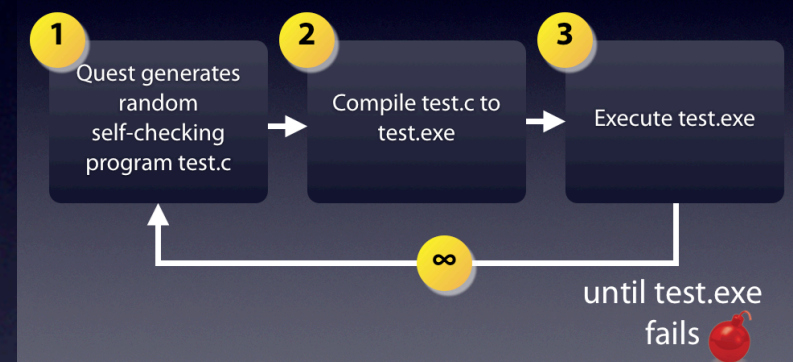 1
Quest generates
random
self-checking
program test.c
2
Compile test.c to
test.exe
3
Execute test.exe
∞
until test.exe
fails